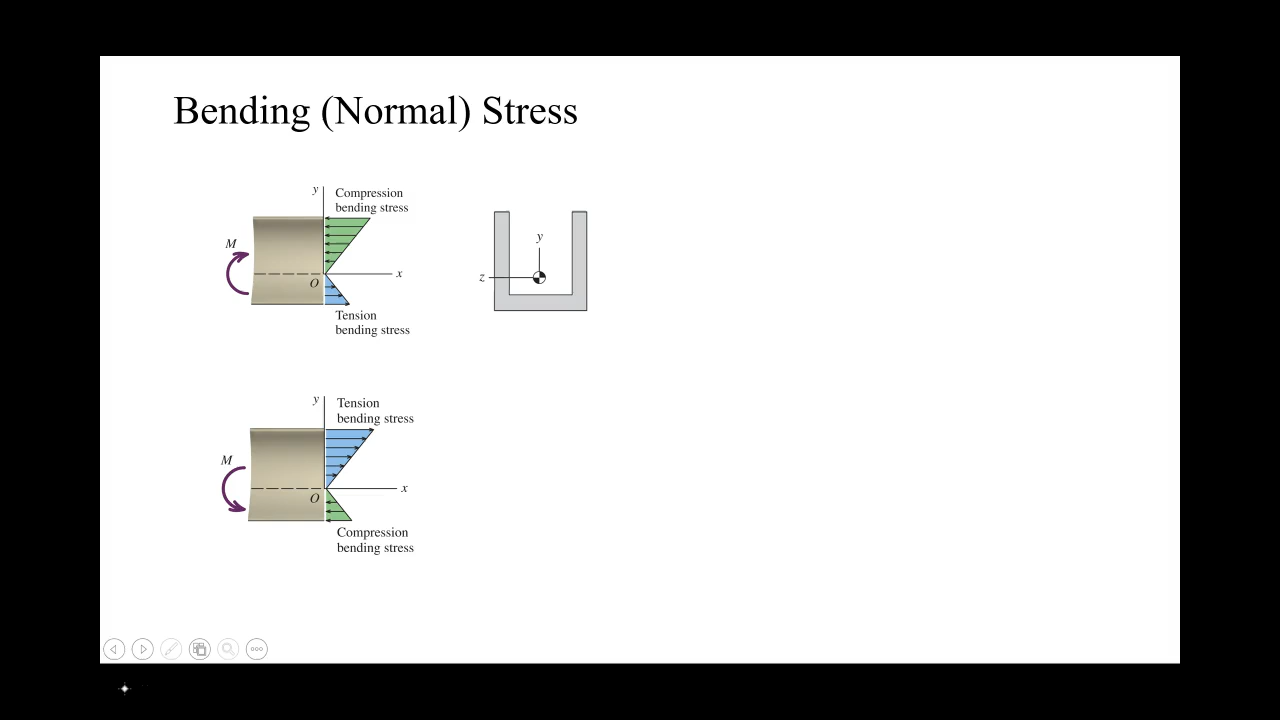 Bending (Normal) Stress
y
Compression
bending stress
M
O
x
Tension
bending stress
y
z
y
Tension
bending stress
M
O
x
Compression
bending stress